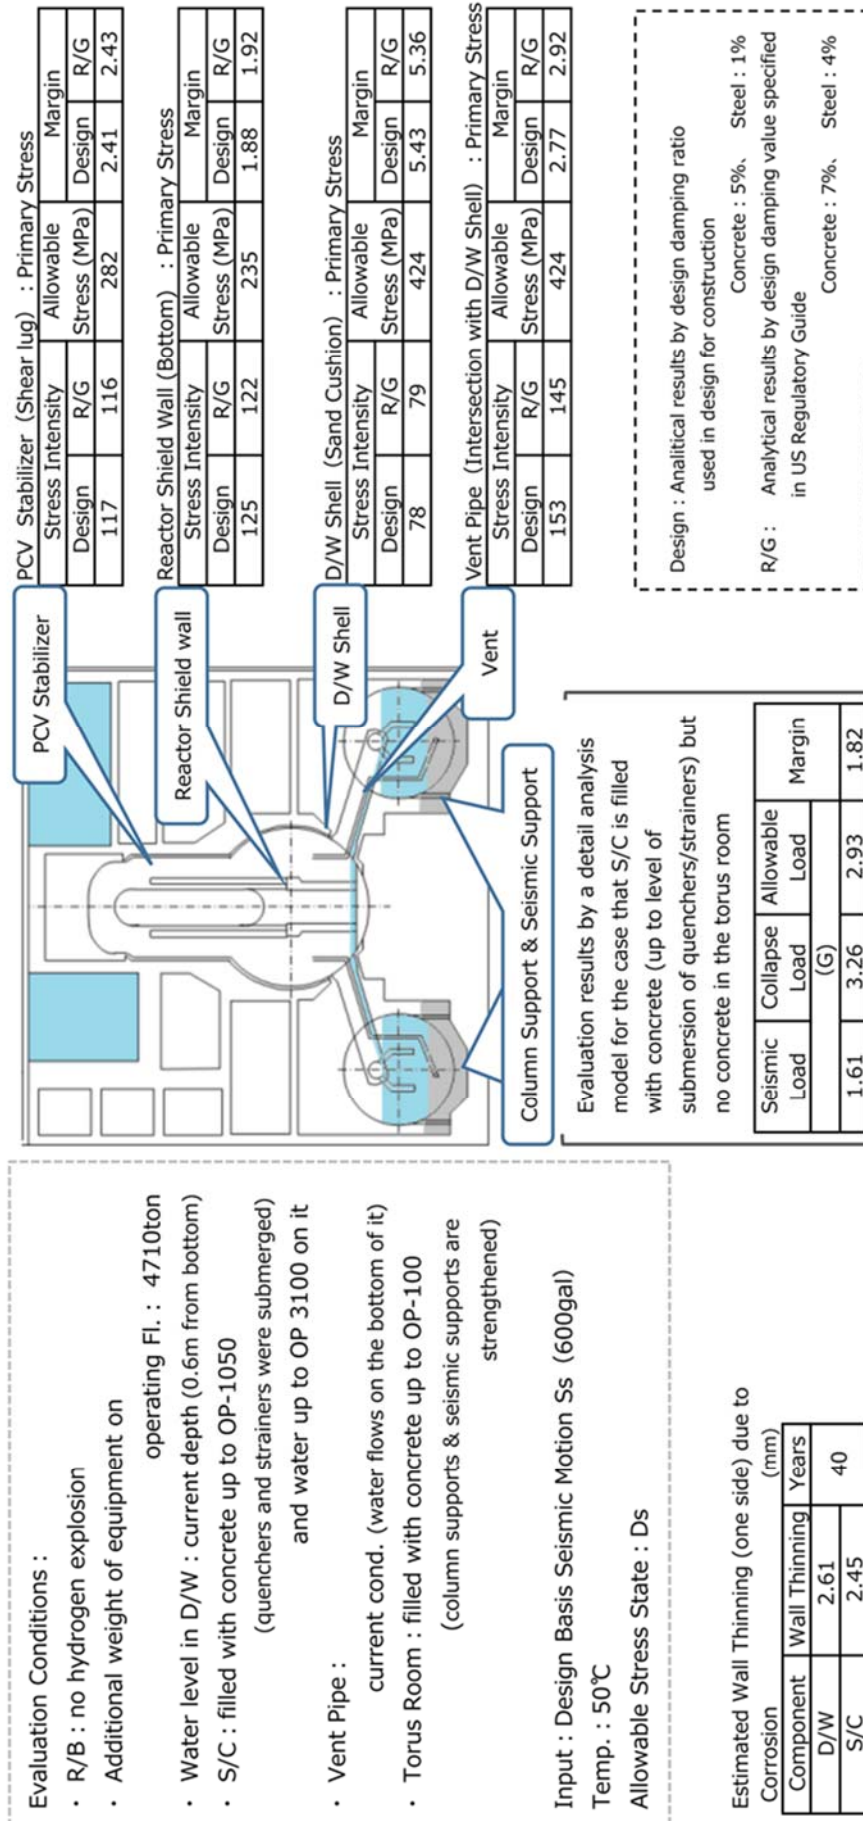 Evaluation Conditions :
・ R/B : no hydrogen explosion
・ Additional weight of equipment on
operating Fl. : 4710ton
・ Water level in D/W : current depth (0.6m from bottom)
・ S/C : filled with concrete up to OP-1050
(quenchers and strainers were submerged)
and water up to OP 3100 on it
・ Vent Pipe :
current cond. (water flows on the bottom of it)
・ Torus Room : filled with concrete up to OP-100
(column supports & seismic supports are
strengthened)
Input : Design Basis Seismic Motion Ss (600gal)
Temp. : 50℃
Allowable Stress State : Ds
Estimated Wall Thinning (one side) due to
Corrosion (mm)
Component Wall Thinning Years
D/W 2.61 40
S/C 2.45
PCV Stabilizer
Reactor Shield wall
D/W Shell
Vent
Column Support & Seismic Support
Evaluation results by a detail analysis
model for the case that S/C is filled
with concrete (up to level of
submersion of quenchers/strainers) but
no concrete in the torus room
Seismic Load Collapse Load Allowable Load Margin
(G)
1.61 3.26 2.93 1.82
PCV Stabilizer (Shear lug) : Primary Stress
Stress Intensity Allowable Stress (MPa) Margin
Design R/G Design R/G
117 116 282 2.41 2.43
Reactor Shield Wall (Bottom) : Primary Stress
Stress Intensity Allowable Stress (MPa) Margin
Design R/G Design R/G
125 122 235 1.88 1.92
D/W Shell (Sand Cushion) : Primary Stress
Stress Intensity Allowable Stress (MPa) Margin
Design R/G Design R/G
78 79 424 5.43 5.36
Vent Pipe (Intersection with D/W Shell) : Primary Stress
Stress Intensity Allowable Stress (MPa) Margin
Design R/G Design R/G
153 145 424 2.77 2.92
Design : Analitical results by design damping ratio
used in design for construction
Concrete : 5%、 Steel : 1%
R/G : Analytical results by design damping value specified
in US Regulatory Guide
Concrete : 7%、 Steel : 4%